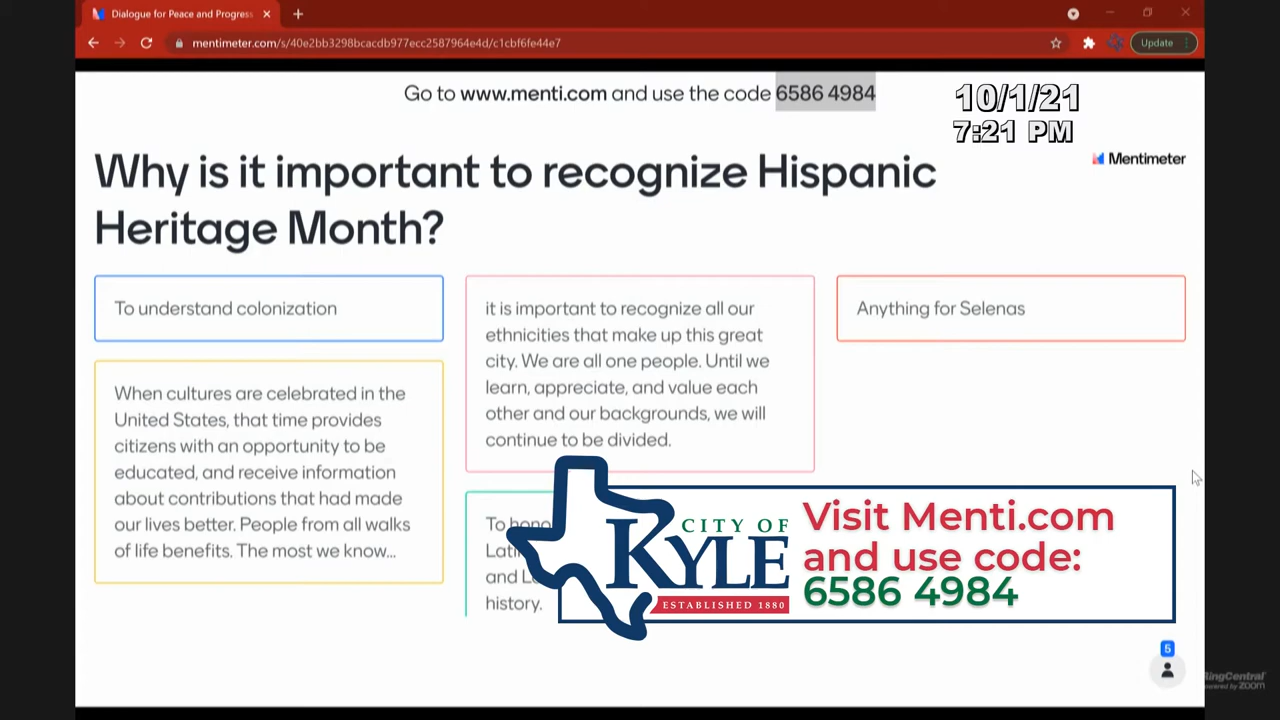 Dialogue for Peace and Progress
mentimeter.com/s/40e2bb3298bcacdb977ecc2587964e4d/c1cbf6fe44e7
Update
Go to www.menti.com and use the code 6586 4984
10/1/21
7:21 PM
Mentimeter
Why is it important to recognize Hispanic
Heritage Month?
To understand colonization
When cultures are celebrated in the
United States, that time provides
citizens with an opportunity to be
educated, and receive information
about contributions that had made
our lives better. People from all walks
of life benefits. The most we know...
it is important to recognize all our
ethnicities that make up this great
city. We are all one people. Until we
learn, appreciate, and value each
other and our backgrounds, we will
continue to be divided.
To
and
history.
Anything for Selenas
CITY OF
KYLE
ESTABLISHED 1880
Visit Menti.com
and use code:
6586 4984
5
RingCentral
powered by zoom